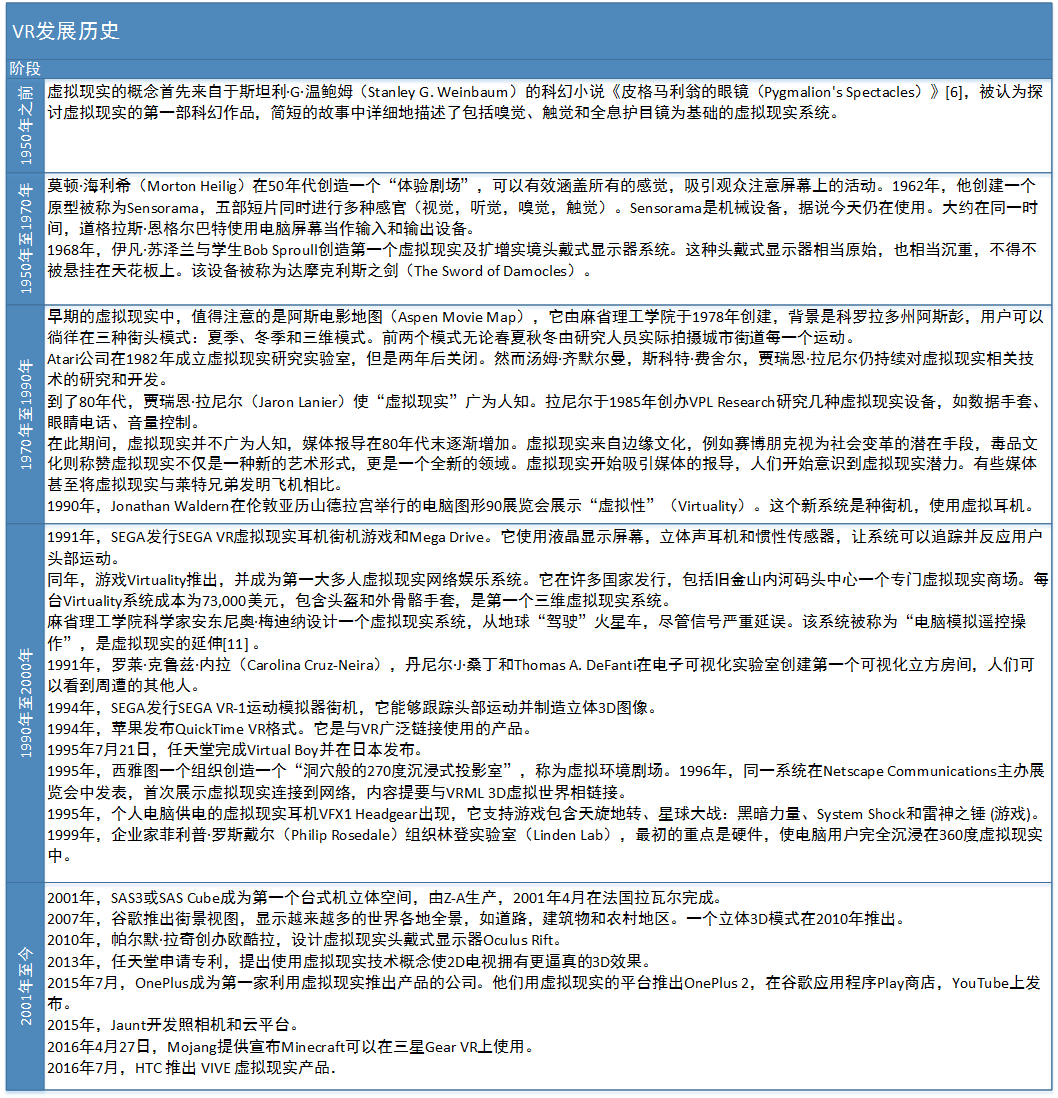 VR发展历史
阶段
1950年之前
虚拟现实的概念首先来自于斯坦利·G·温鲍姆（Stanley G. Weinbaum）的科幻小说《皮格马利翁的眼镜（Pygmalion's Spectacles）》[6]，被认为探
讨虚拟现实的第一部科幻作品，简短的故事中详细地描述了包括嗅觉、触觉和全息护目镜为基础的虚拟现实系统。
1950年至1970年
莫顿·海利希（Morton Heilig）在50年代创造一个“体验剧场”，可以有效涵盖所有的感觉，吸引观众注意屏幕上的活动。1962年，他创建一个
原型被称为Sensorama，五部短片同时进行多种感官（视觉，听觉，嗅觉，触觉）。Sensorama是机械设备，据说今天仍在使用。大约在同一时
间，道格拉斯·恩格尔巴特使用电脑屏幕当作输入和输出设备。
1968年，伊凡·苏泽兰与学生Bob Sproull创造第一个虚拟现实及扩增实境头戴式显示器系统。这种头戴式显示器相当原始，也相当沉重，不得不
被悬挂在天花板上。该设备被称为达摩克利斯之剑（The Sword of Damocles）。
1970年至1990年
早期的虚拟现实中，值得注意的是阿斯电影地图（Aspen Movie Map），它由麻省理工学院于1978年创建，背景是科罗拉多州阿斯彭，用户可以
徜徉在三种街头模式：夏季、冬季和三维模式。前两个模式无论春夏秋冬由研究人员实际拍摄城市街道每一个运动。
Atari公司在1982年成立虚拟现实研究实验室，但是两年后关闭。然而汤姆·齐默尔曼，斯科特·费舍尔，贾瑞恩·拉尼尔仍持续对虚拟现实相关技
术的研究和开发。
到了80年代，贾瑞恩·拉尼尔（Jaron Lanier）使“虚拟现实”广为人知。拉尼尔于1985年创办VPL Research研究几种虚拟现实设备，如数据手套、
眼睛电话、音量控制。
在此期间，虚拟现实并不广为人知，媒体报导在80年代末逐渐增加。虚拟现实来自边缘文化，例如赛博朋克视为社会变革的潜在手段，毒品文
化则称赞虚拟现实不仅是一种新的艺术形式，更是一个全新的领域。虚拟现实开始吸引媒体的报导，人们开始意识到虚拟现实潜力。有些媒体
甚至将虚拟现实与莱特兄弟发明飞机相比。
1990年，Jonathan Waldern在伦敦亚历山德拉宫举行的电脑图形90展览会展示“虚拟性”（Virtuality）。这个新系统是种街机，使用虚拟耳机。
1990年至2000年
1991年，SEGA发行SEGA VR虚拟现实耳机街机游戏和Mega Drive。它使用液晶显示屏幕，立体声耳机和惯性传感器，让系统可以追踪并反应用户
头部运动。
同年，游戏Virtuality推出，并成为第一大多人虚拟现实网络娱乐系统。它在许多国家发行，包括旧金山内河码头中心一个专门虚拟现实商场。每
台Virtuality系统成本为73,000美元，包含头盔和外骨骼手套，是第一个三维虚拟现实系统。
麻省理工学院科学家安东尼奥·梅迪纳设计一个虚拟现实系统，从地球“驾驶”火星车，尽管信号严重延误。该系统被称为“电脑模拟遥控操
作”，是虚拟现实的延伸[11] 。
1991年，罗莱·克鲁兹·内拉（Carolina Cruz-Neira），丹尼尔·J·桑丁和Thomas A. DeFanti在电子可视化实验室创建第一个可视化立方房间，人们可
以看到周遭的其他人。
1994年，SEGA发行SEGA VR-1运动模拟器街机，它能够跟踪头部运动并制造立体3D图像。
1994年，苹果发布QuickTime VR格式。它是与VR广泛链接使用的产品。
1995年7月21日，任天堂完成Virtual Boy并在日本发布。
1995年，西雅图一个组织创造一个“洞穴般的270度沉浸式投影室”，称为虚拟环境剧场。1996年，同一系统在Netscape Communications主办展
览会中发表，首次展示虚拟现实连接到网络，内容提要与VRML 3D虚拟世界相链接。
1995年，个人电脑供电的虚拟现实耳机VFX1 Headgear出现，它支持游戏包含天旋地转、星球大战：黑暗力量、System Shock和雷神之锤 (游戏)。
1999年，企业家菲利普·罗斯戴尔（Philip Rosedale）组织林登实验室（Linden Lab），最初的重点是硬件，使电脑用户完全沉浸在360度虚拟现实
中。
2001年至今
2001年，SAS3或SAS Cube成为第一个台式机立体空间，由Z-A生产，2001年4月在法国拉瓦尔完成。
2007年，谷歌推出街景视图，显示越来越多的世界各地全景，如道路，建筑物和农村地区。一个立体3D模式在2010年推出。
2010年，帕尔默·拉奇创办欧酷拉，设计虚拟现实头戴式显示器Oculus Rift。
2013年，任天堂申请专利，提出使用虚拟现实技术概念使2D电视拥有更逼真的3D效果。
2015年7月，OnePlus成为第一家利用虚拟现实推出产品的公司。他们用虚拟现实的平台推出OnePlus 2，在谷歌应用程序Play商店，YouTube上发
布。
2015年，Jaunt开发照相机和云平台。
2016年4月27日，Mojang提供宣布Minecraft可以在三星Gear VR上使用。
2016年7月，HTC 推出 VIVE 虚拟现实产品.